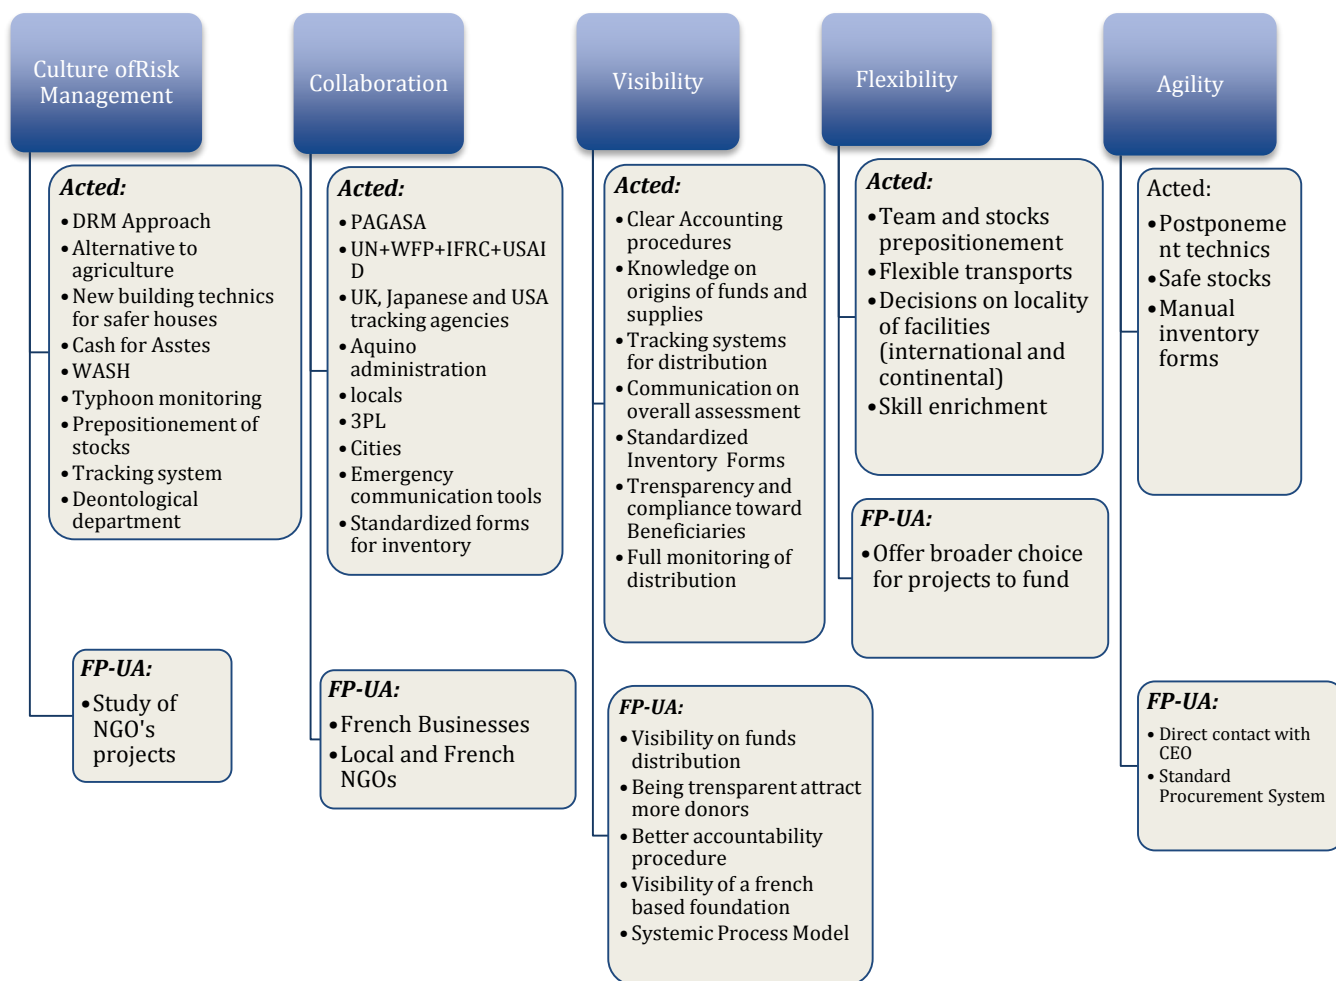 Culture ofRisk
Management
Acted:
•DRM Approach
•Alternative to
agriculture
•New building technics
for safer houses
•Cash for Asstes
•WASH
•Typhoon monitoring
•Prepositionement of
stocks
•Tracking system
•Deontological
department
FP-UA:
•Study of
NGO's
projects
Collaboration
Acted:
•PAGASA
•UN+WFP+IFRC+USAI
D
•UK, Japanese and USA
tracking agencies
•Aquino
administration
•locals
•3PL
•Cities
•Emergency
communication tools
•Standardized forms
for inventory
FP-UA:
•French Businesses
•Local and French
NGOs
Visibility
Acted:
•Clear Accounting
procedures
•Knowledge on
origins of funds and
supplies
•Tracking systems
for distribution
•Communication on
overall assessment
•Standardized
Inventory Forms
•Trensparency and
compliance toward
Beneficiaries
•Full monitoring of
distribution
FP-UA:
•Visibility on funds
distribution
•Being trensparent attract
more donors
•Better accountability
procedure
•Visibility of a french
based foundation
•Systemic Process Model
Flexibility
Acted:
•Team and stocks
prepositionement
•Flexible transports
•Decisions on locality
of facilities
(international and
continental)
•Skill enrichment
FP-UA:
•Offer broader choice
for projects to fund
Agility
Acted:
•Postponeme
nt technics
•Safe stocks
•Manual
inventory
forms
FP-UA:
• Direct contact with
CEO
• Standard
Procurement System